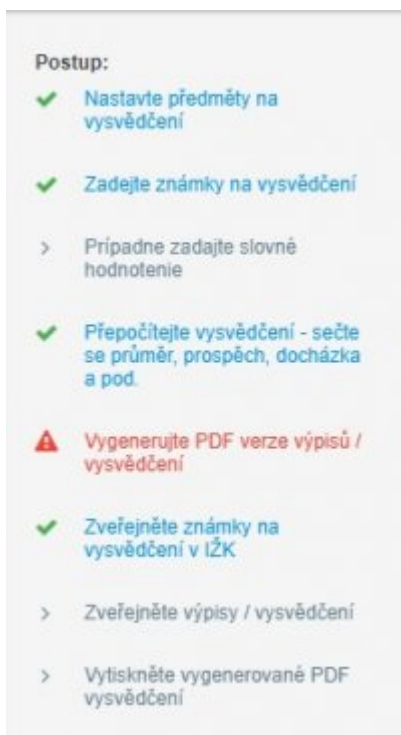 Postup:
Nastavte předměty na
vysvědčení
Zadejte známky na vysvědčení
Prípadne zadajte slovné
hodnotenie
Přepočítejte vysvědčení - sečte
se průměr, prospěch, docházka
a pod.
Vygenerujte PDF verze výpisů /
vysvědčení
Zveřejněte známky na
vysvědčení v IŽK
Zveřejněte výpisy / vysvědčení
Vytiskněte vygenerované PDF
vysvědčení